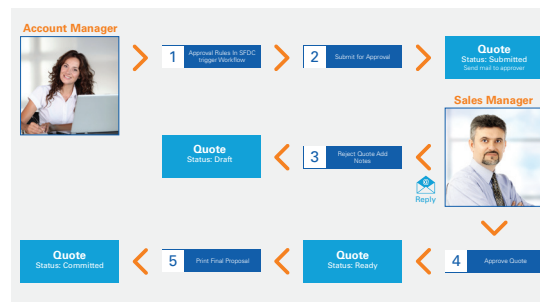 Account Manager
1
Approval Rules In SFDC
trigger Workflow
2
Submit for Approval
Quote
Status: Submitted
Send mail to approver
Sales Manager
Quote
Status: Draft
3
Reject Quote Add
Notes
Reply
Quote
Status: Committed
5
Print Final Proposal
Quote
Status: Ready
4
Approve Quote